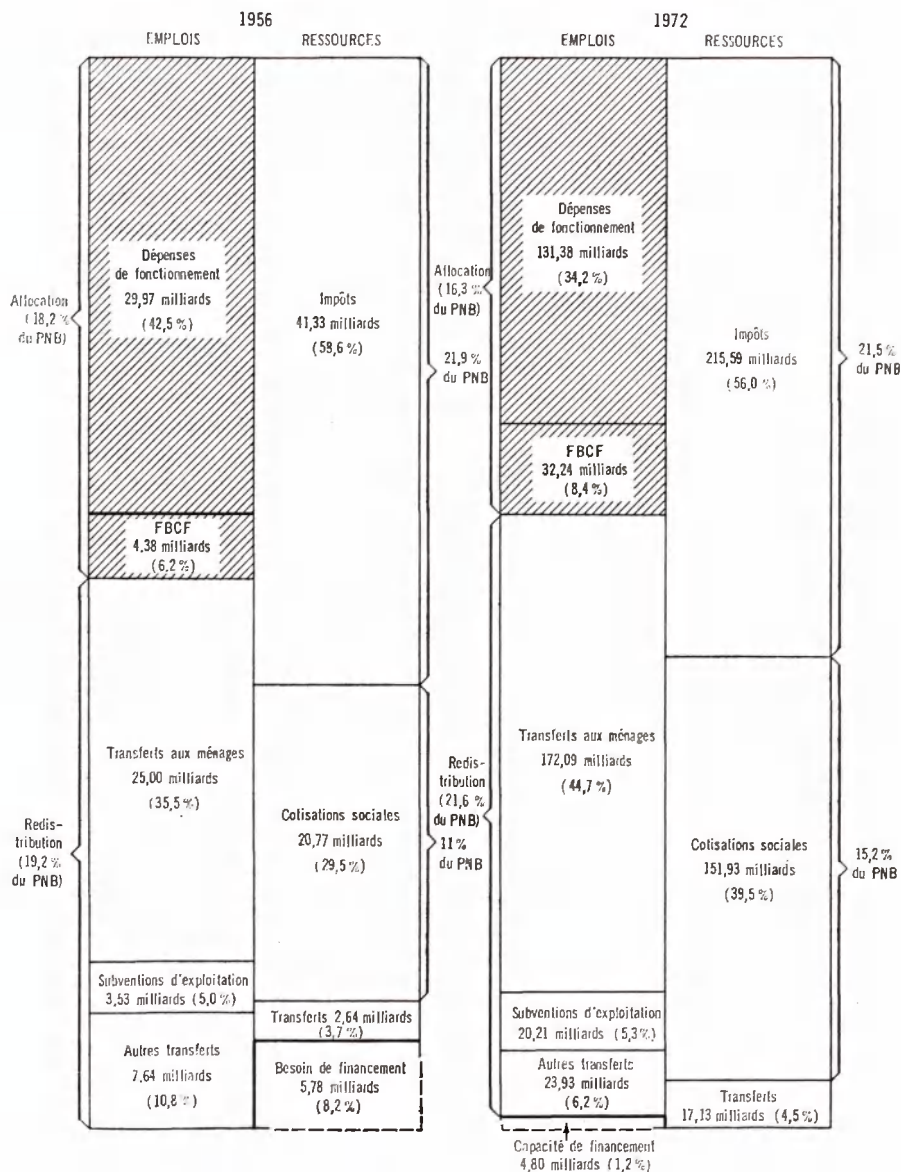 1956
EMPLOIS
RESSOURCES
Allocation
(18,2 %
du PNB)
Dépenses
de fonctionnement
29,97 milliards
(42,5 %)
FBCF
4,38 milliards
(6,2 %)
Redis-
tribution
(19,2 %
du PNB)
Transferts aux ménages
25,00 milliards
(35,5 %)
Subventions d'exploitation
3,53 milliards (5,0 %)
Autres transferts
7,64 milliards
(10,8 %)
Impôts
41,33 milliards
(58,6 %)
21,9 %
du PNB
Cotisations sociales
20,77 milliards
(29,5 %)
11 %
du PNB
Transferts 2,64 milliards
(3,7 %)
Besoin de financement
5,78 milliards
(8,2 %)
1972
EMPLOIS
RESSOURCES
Allocation
(16,3 %
du PNB)
Dépenses
de fonctionnement
131,38 milliards
(34,2 %)
FBCF
32,24 milliards
(8,4 %)
Redis-
tribution
(21,6 %
du PNB)
Transferts aux ménages
172,09 milliards
(44,7 %)
Subventions d'exploitation
20,21 milliards (5,3 %)
Autres transferts
23,93 milliards
(6,2 %)
Capacité de financement
4,80 milliards (1,2 %)
Impôts
215,59 milliards
(56,0 %)
21,5 %
du PNB
Cotisations sociales
151,93 milliards
(39,5 %)
15,2 %
du PNB
Transferts
17,13 milliards (4,5 %)